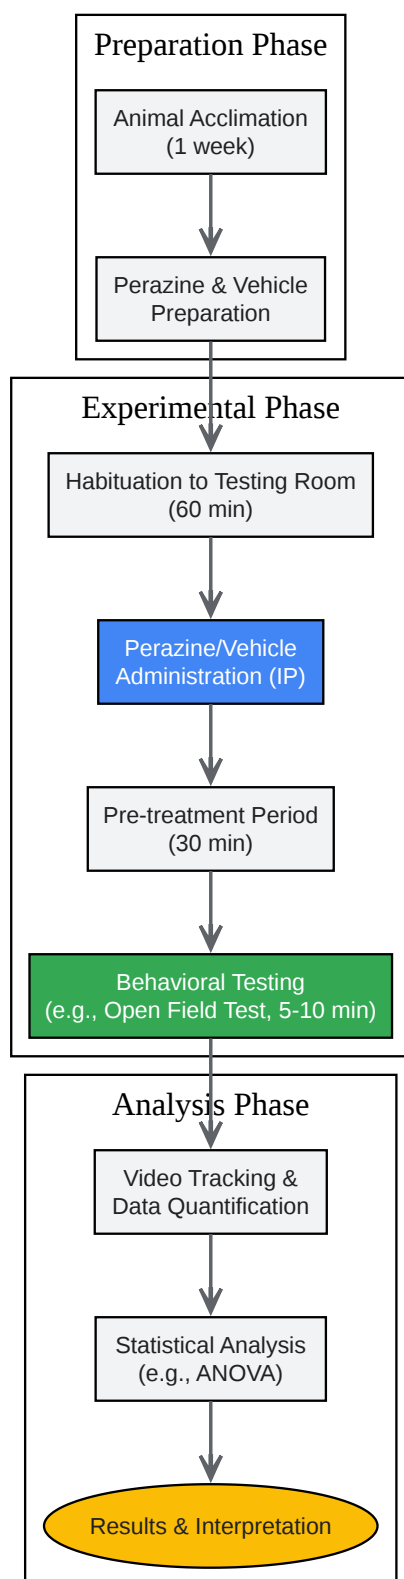 Preparation Phase
Animal Acclimation
(1 week)
Perazine & Vehicle
Preparation
Experimental Phase
Habituation to Testing Room
(60 min)
Perazine/Vehicle
Administration (IP)
Pre-treatment Period
(30 min)
Behavioral Testing
(e.g., Open Field Test, 5-10 min)
Analysis Phase
Video Tracking &
Data Quantification
Statistical Analysis
(e.g., ANOVA)
Results & Interpretation